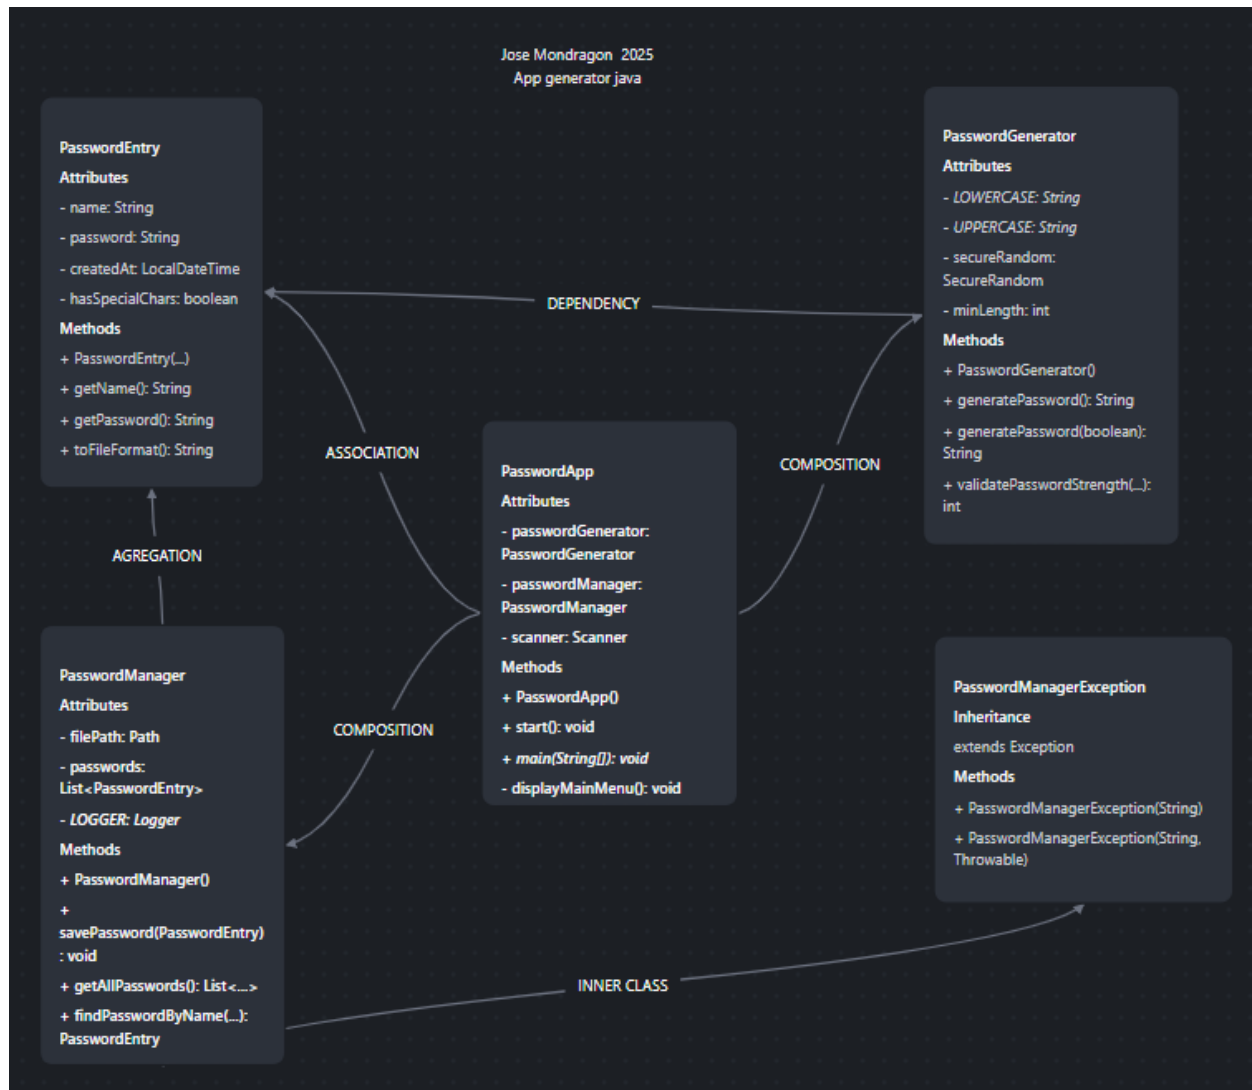 Jose Mondragon  2025
App generator java
PasswordEntry
Attributes
- name: String
- password: String
- createdAt: LocalDateTime
- hasSpecialChars: boolean
Methods
+ PasswordEntry(...)
+ getName(): String
+ getPassword(): String
+ toFileFormat(): String
PasswordGenerator
Attributes
- LOWERCASE: String
- UPPERCASE: String
- secureRandom:
SecureRandom
- minLength: int
Methods
+ PasswordGenerator()
+ generatePassword(): String
+ generatePassword(boolean):
String
+ validatePasswordStrength(...):
int
DEPENDENCY
ASSOCIATION
COMPOSITION
PasswordApp
Attributes
- passwordGenerator:
PasswordGenerator
- passwordManager:
PasswordManager
- scanner: Scanner
Methods
+ PasswordApp()
+ start(): void
+ main(String[]): void
- displayMainMenu(): void
AGREGATION
COMPOSITION
PasswordManager
Attributes
- filePath: Path
- passwords:
List<PasswordEntry>
- LOGGER: Logger
Methods
+ PasswordManager()
+
savePassword(PasswordEntry)
: void
+ getAllPasswords(): List<...>
+ findPasswordByName(...):
PasswordEntry
PasswordManagerException
Inheritance
extends Exception
Methods
+ PasswordManagerException(String)
+ PasswordManagerException(String,
Throwable)
INNER CLASS